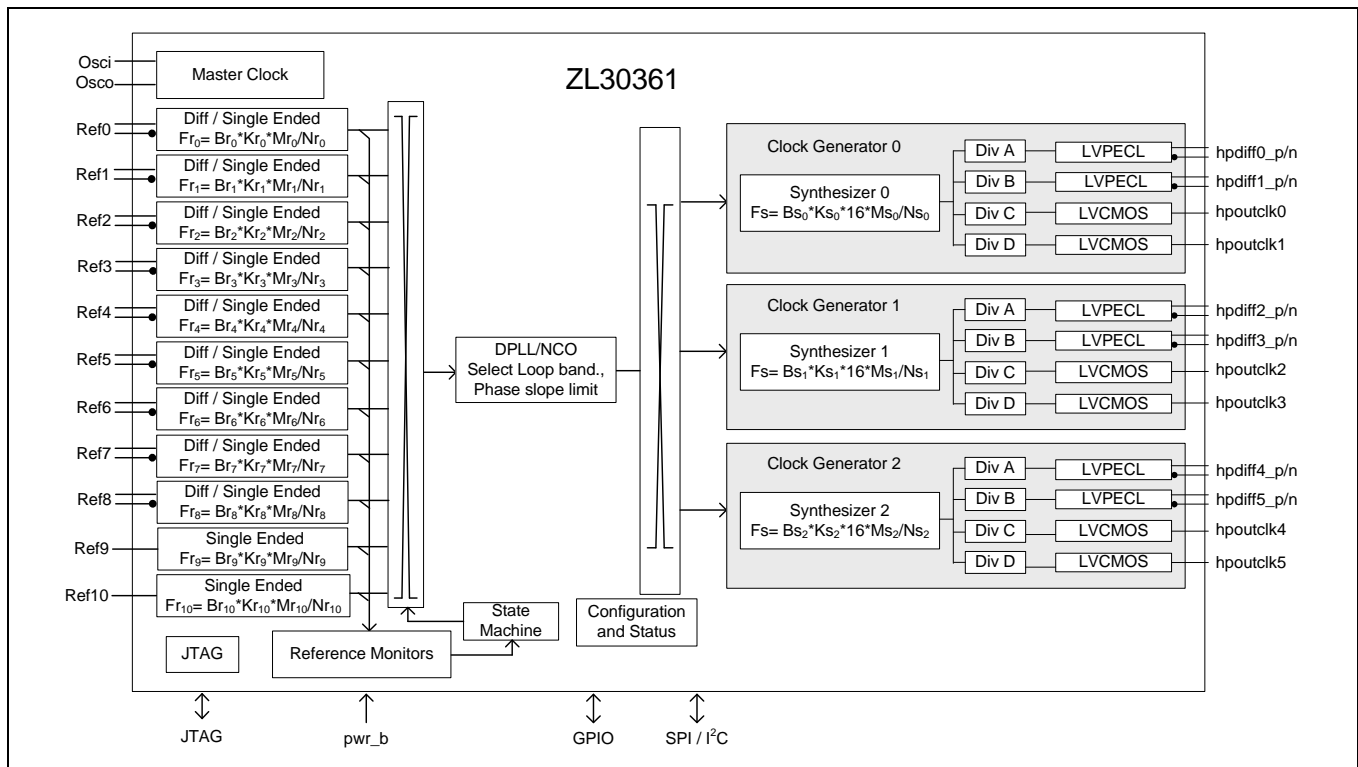 ZL30361
Osci
Osco
Master Clock
Ref0
Diff / Single Ended
Fr₀= Br₀*Kr₀*Mr₀/Nr₀
Ref1
Diff / Single Ended
Fr₁= Br₁*Kr₁*Mr₁/Nr₁
Ref2
Diff / Single Ended
Fr₂= Br₂*Kr₂*Mr₂/Nr₂
Ref3
Diff / Single Ended
Fr₃= Br₃*Kr₃*Mr₃/Nr₃
Ref4
Diff / Single Ended
Fr₄= Br₄*Kr₄*Mr₄/Nr₄
Ref5
Diff / Single Ended
Fr₅= Br₅*Kr₅*Mr₅/Nr₅
Ref6
Diff / Single Ended
Fr₆= Br₆*Kr₆*Mr₆/Nr₆
Ref7
Diff / Single Ended
Fr₇= Br₇*Kr₇*Mr₇/Nr₇
Ref8
Diff / Single Ended
Fr₈= Br₈*Kr₈*Mr₈/Nr₈
Ref9
Single Ended
Fr₉= Br₉*Kr₉*Mr₉/Nr₉
Ref10
Single Ended
Fr₁₀= Br₁₀*Kr₁₀*Mr₁₀/Nr₁₀
JTAG
Reference Monitors
State
Machine
DPLL/NCO
Select Loop band.,
Phase slope limit
Configuration
and Status
Clock Generator 0
Synthesizer 0
Fs= Bs₀*Ks₀*16*Ms₀/Ns₀
Div A
LVPECL
hpdiff0_p/n
Div B
LVPECL
hpdiff1_p/n
Div C
LVCMOS
hpoutclk0
Div D
LVCMOS
hpoutclk1
Clock Generator 1
Synthesizer 1
Fs= Bs₁*Ks₁*16*Ms₁/Ns₁
Div A
LVPECL
hpdiff2_p/n
Div B
LVPECL
hpdiff3_p/n
Div C
LVCMOS
hpoutclk2
Div D
LVCMOS
hpoutclk3
Clock Generator 2
Synthesizer 2
Fs= Bs₂*Ks₂*16*Ms₂/Ns₂
Div A
LVPECL
hpdiff4_p/n
Div B
LVPECL
hpdiff5_p/n
Div C
LVCMOS
hpoutclk4
Div D
LVCMOS
hpoutclk5
JTAG
pwr_b
GPIO
SPI / I²C